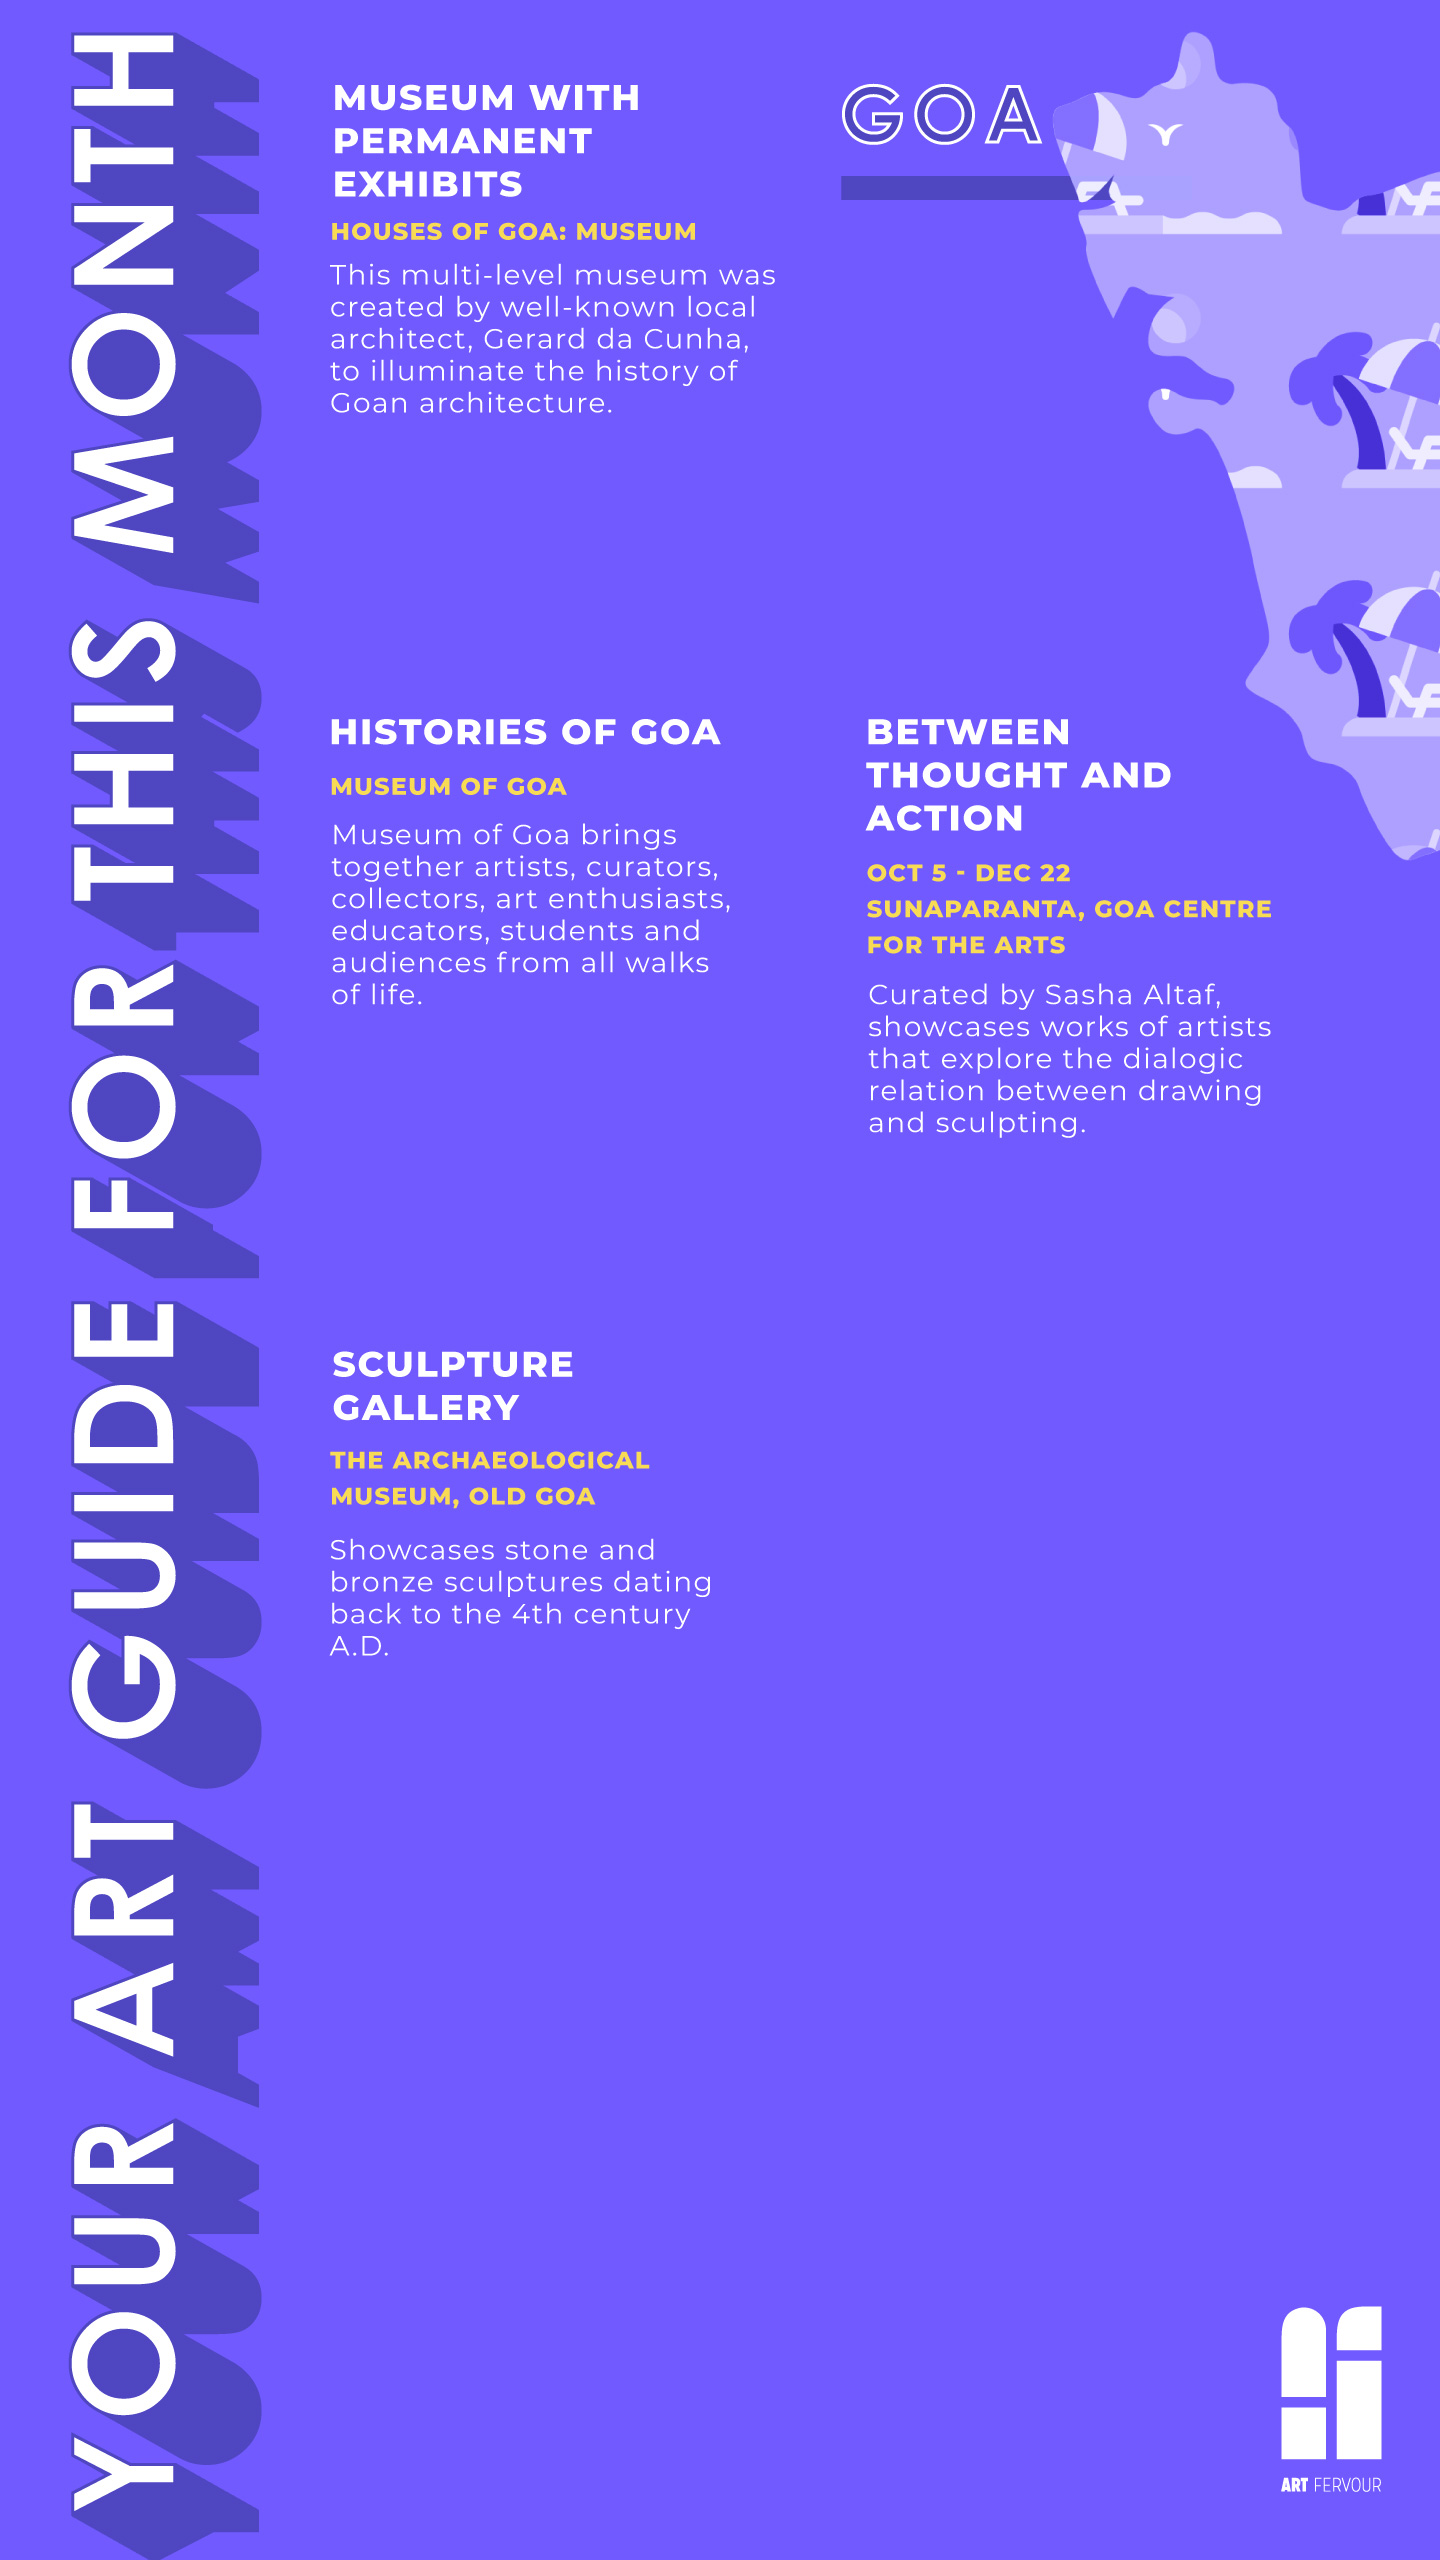 YOUR ART GUIDE FOR THIS MONTH
GOA
MUSEUM WITH
PERMANENT
EXHIBITS
HOUSES OF GOA: MUSEUM
This multi-level museum was
created by well-known local
architect, Gerard da Cunha,
to illuminate the history of
Goan architecture.
HISTORIES OF GOA
MUSEUM OF GOA
Museum of Goa brings
together artists, curators,
collectors, art enthusiasts,
educators, students and
audiences from all walks
of life.
BETWEEN
THOUGHT AND
ACTION
OCT 5 - DEC 22
SUNAPARANTA, GOA CENTRE
FOR THE ARTS
Curated by Sasha Altaf,
showcases works of artists
that explore the dialogic
relation between drawing
and sculpting.
SCULPTURE
GALLERY
THE ARCHAEOLOGICAL
MUSEUM, OLD GOA
Showcases stone and
bronze sculptures dating
back to the 4th century
A.D.
ART FERVOUR